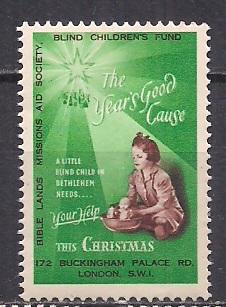 BLIND CHILDREN'S FUND
BIBLE LANDS MISSIONS AID SOCIETY,
The
Year's Good
Cause
A LITTLE
BLIND CHILD IN
BETHLEHEM
NEEDS....
Your Help
THIS CHRISTMAS
172 BUCKINGHAM PALACE RD.
LONDON, S.W.I.